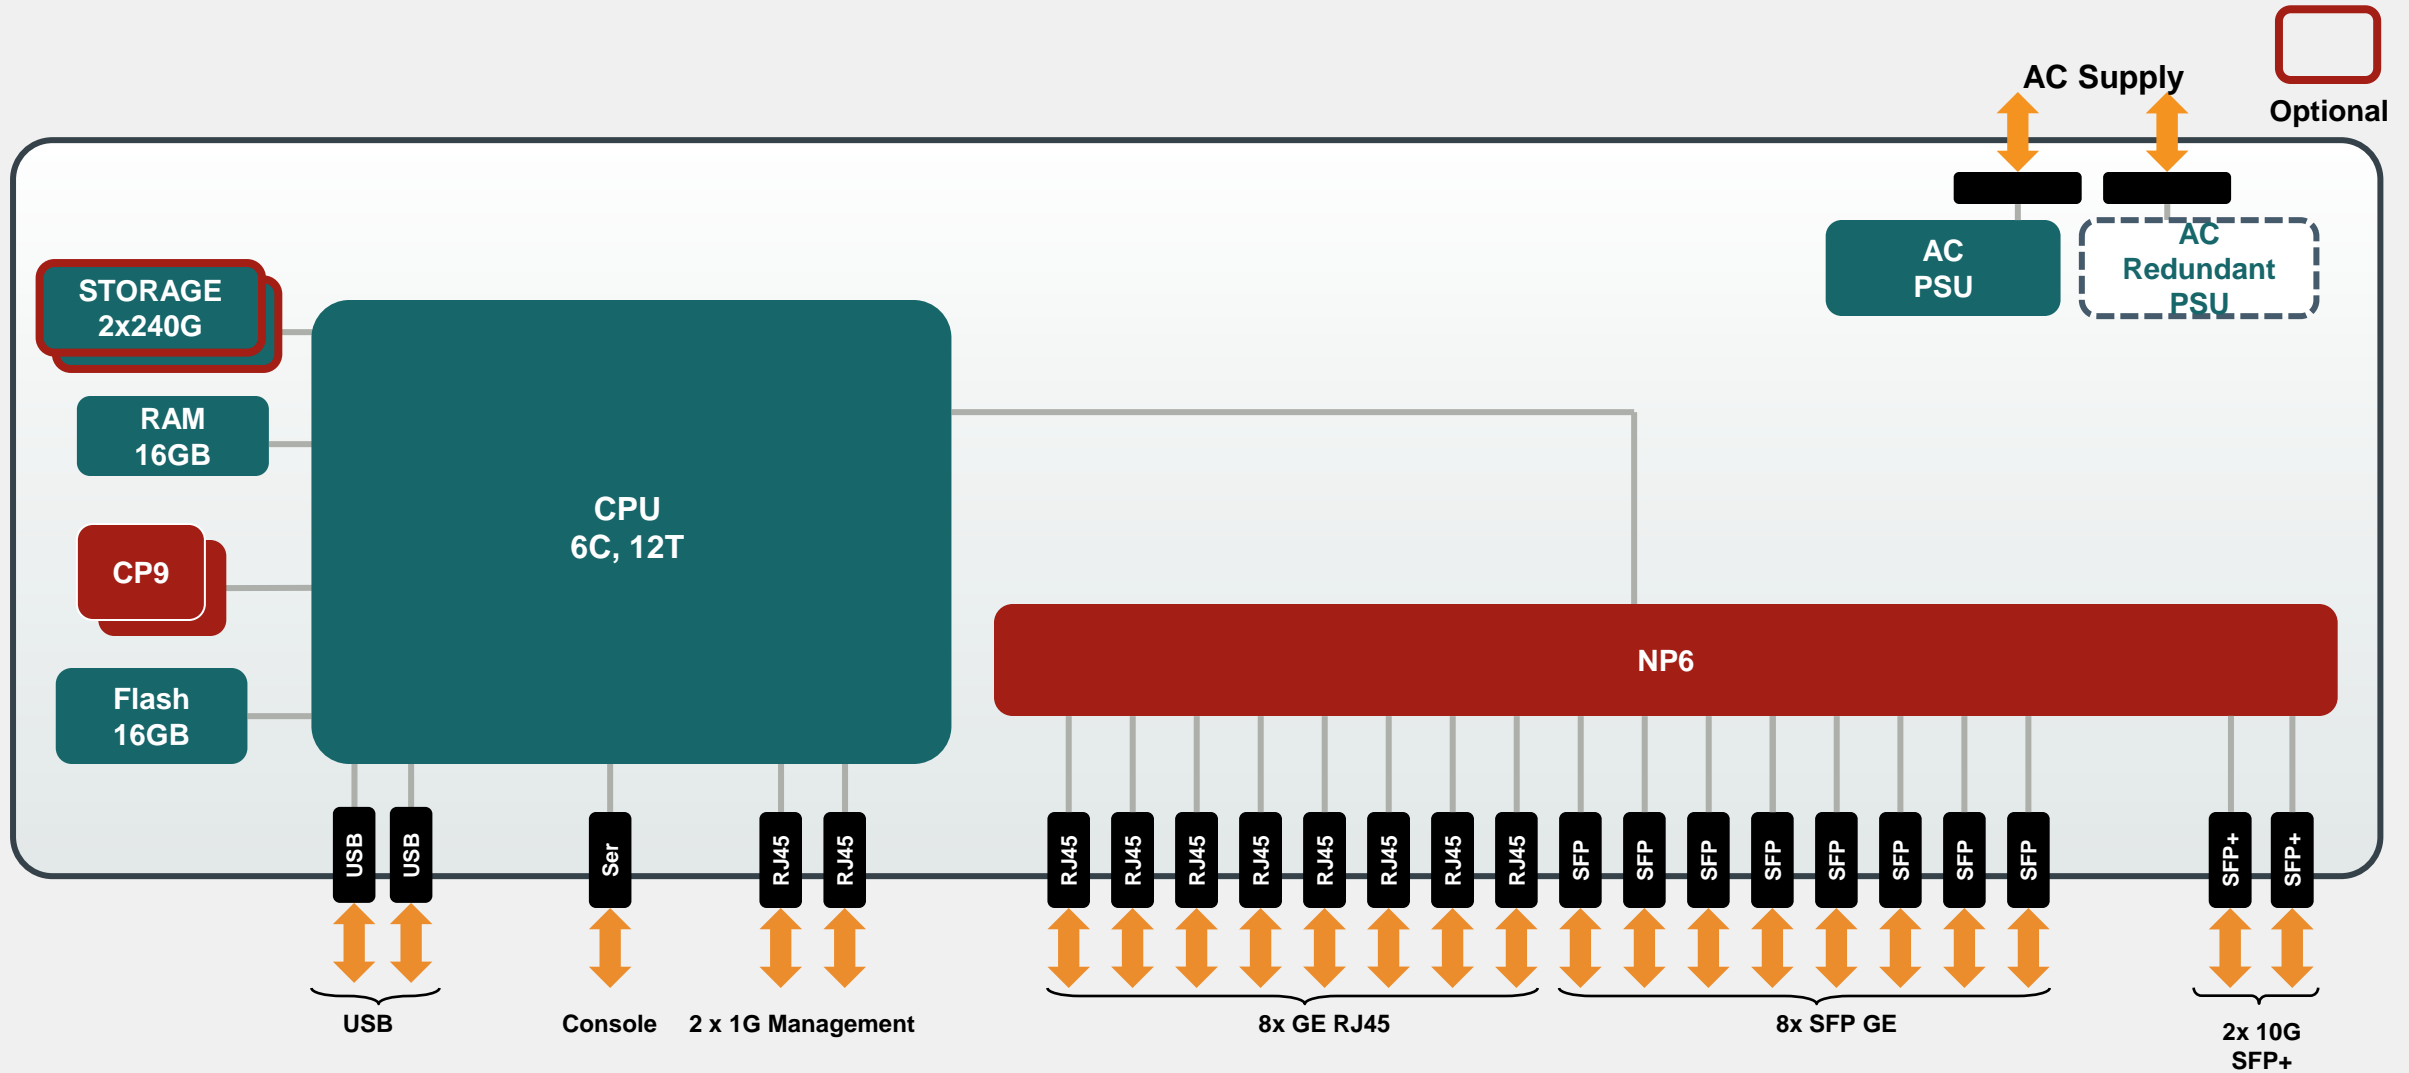 AC Supply
Optional
AC
PSU
AC
Redundant
PSU
STORAGE
2x240G
RAM
16GB
CPU
6C, 12T
CP9
NP6
Flash
16GB
USB
USB
Ser
RJ45
RJ45
RJ45
RJ45
RJ45
RJ45
RJ45
RJ45
RJ45
RJ45
SFP
SFP
SFP
SFP
SFP
SFP
SFP
SFP
SFP+
SFP+
USB
Console
2 x 1G Management
8x GE RJ45
8x SFP GE
2x 10G
SFP+